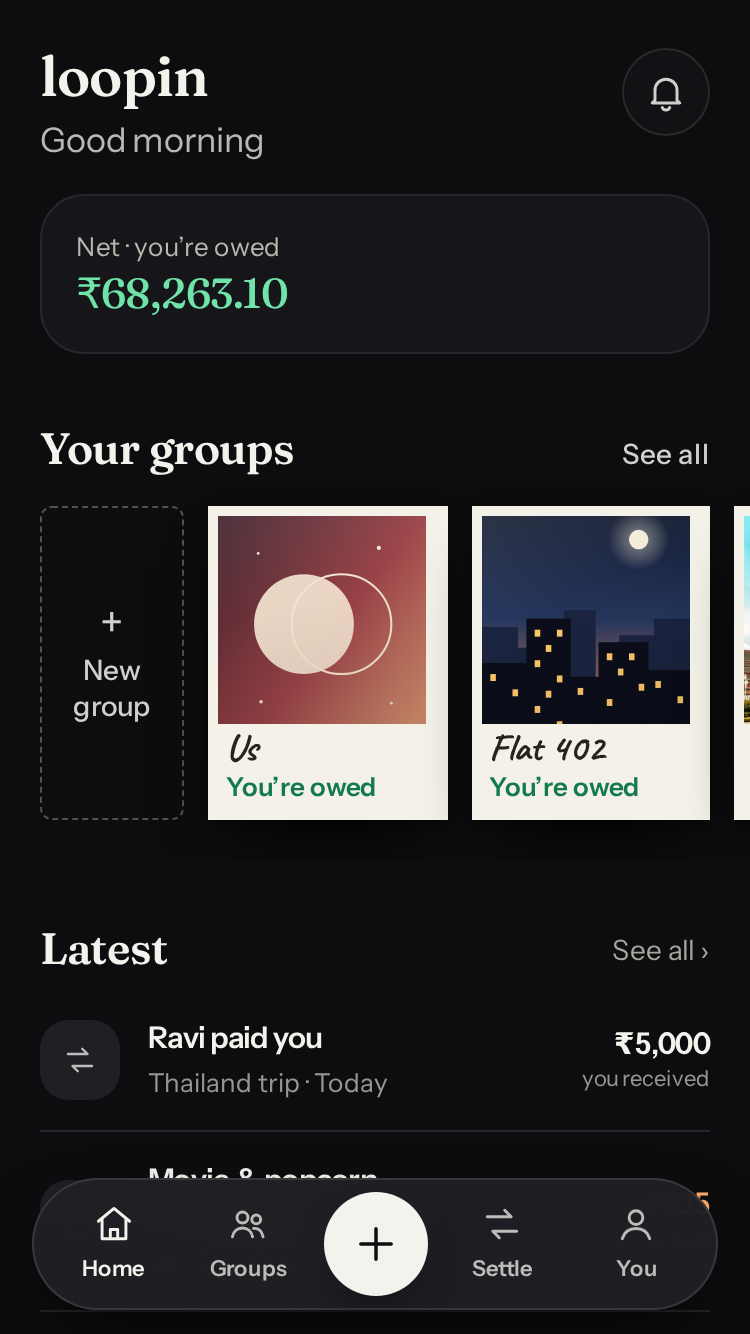 loopin
Good morning
Net · you’re owed
₹68,263.10
Your groups
See all
+
New
group
Us
You’re owed
Flat 402
You’re owed
Latest
See all ›
Ravi paid you
₹5,000
Thailand trip · Today
you received
Movie & popcorn
Home
Groups
Settle
You